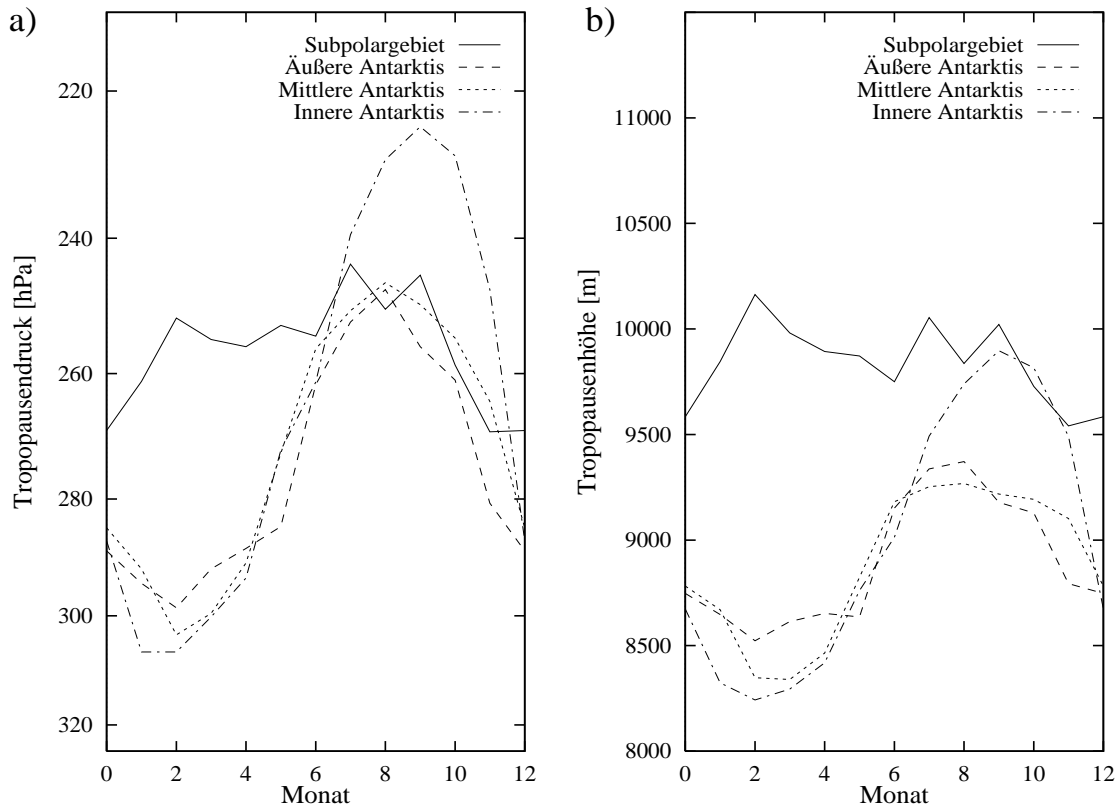 a)
Tropopausendruck [hPa]
220
240
260
280
300
320
Subpolargebiet
Äußere Antarktis
Mittlere Antarktis
Innere Antarktis
0 2 4 6 8 10 12
Monat
b)
Tropopausenhöhe [m]
11000
10500
10000
9500
9000
8500
8000
Subpolargebiet
Äußere Antarktis
Mittlere Antarktis
Innere Antarktis
0 2 4 6 8 10 12
Monat